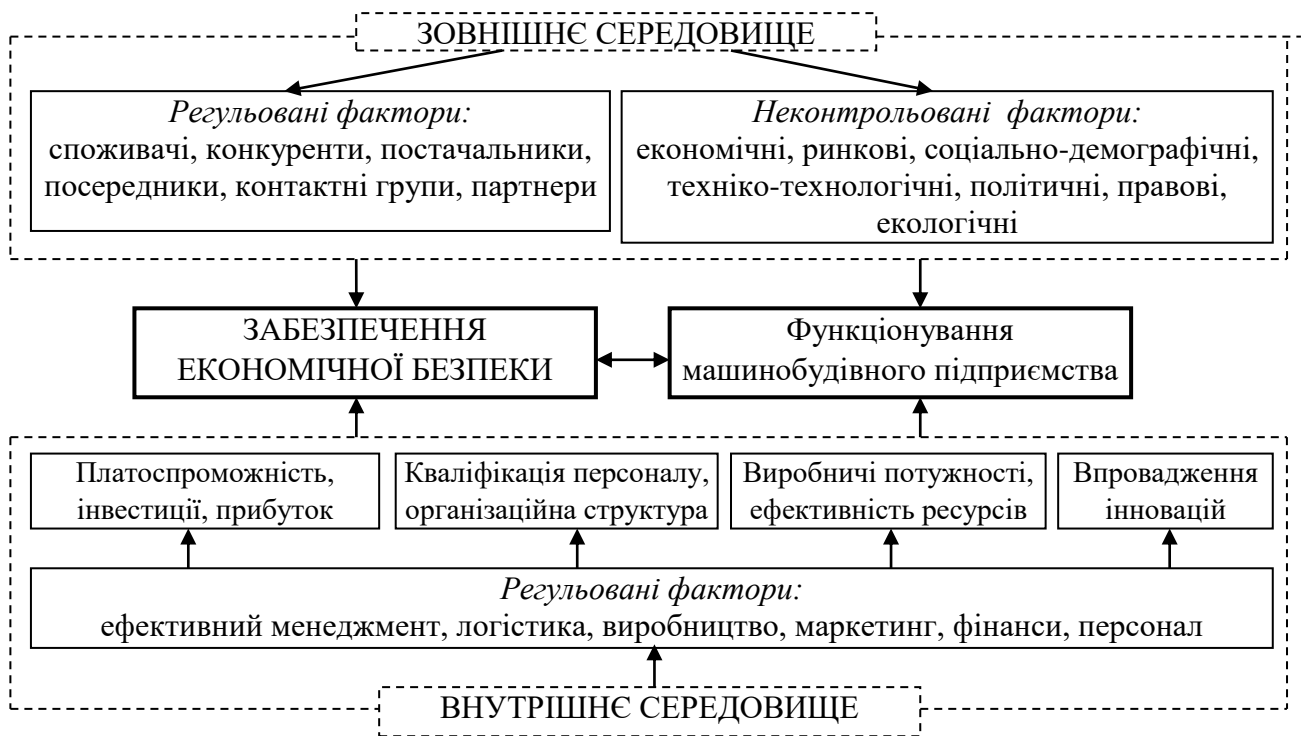 ЗОВНІШНЄ СЕРЕДОВИЩЕ
Регульовані фактори:
споживачі, конкуренти, постачальники,
посередники, контактні групи, партнери
Неконтрольовані фактори:
економічні, ринкові, соціально-демографічні,
техніко-технологічні, політичні, правові,
екологічні
ЗАБЕЗПЕЧЕННЯ
ЕКОНОМІЧНОЇ БЕЗПЕКИ
Функціонування
машинобудівного підприємства
Платоспроможність,
інвестиції, прибуток
Кваліфікація персоналу,
організаційна структура
Виробничі потужності,
ефективність ресурсів
Впровадження
інновацій
Регульовані фактори:
ефективний менеджмент, логістика, виробництво, маркетинг, фінанси, персонал
ВНУТРІШНЄ СЕРЕДОВИЩЕ